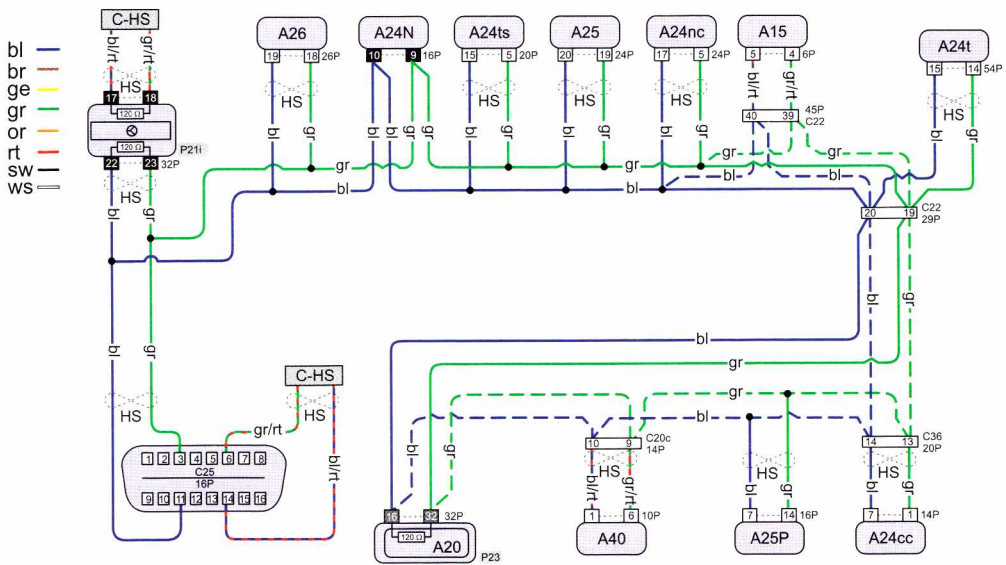 C-HS
A26
A24N
A24ts
A25
A24nc
A15
A24t
bl
br
ge
gr
or
rt
sw
ws
bl/rt
gr/rt
HS
17
18
120 Ω
120 Ω
P21i
22
23
32P
HS
bl
gr
19
18
26P
HS
bl
gr
10
9
16P
bl
bl
gr
gr
15
5
20P
HS
bl
gr
20
19
24P
HS
bl
gr
17
5
24P
HS
bl
gr
5
4
6P
bl/rt
gr/rt
45P
40
39
C22
15
14
54P
HS
bl
gr
gr
gr
gr
gr
bl
bl
bl
bl
20
19
C22
29P
bl
gr
bl
gr
bl
gr
HS
C-HS
HS
gr/rt
bl/rt
1
2
3
4
5
6
7
8
C25
16P
9
10
11
12
13
14
15
16
gr
bl
bl
gr
10
9
C20c
14P
HS
bl/rt
gr/rt
14
13
C36
20P
HS
bl
gr
HS
bl
gr
16
32
32P
120 Ω
A20
P23
1
6
10P
A40
7
14
16P
A25P
7
1
14P
A24cc